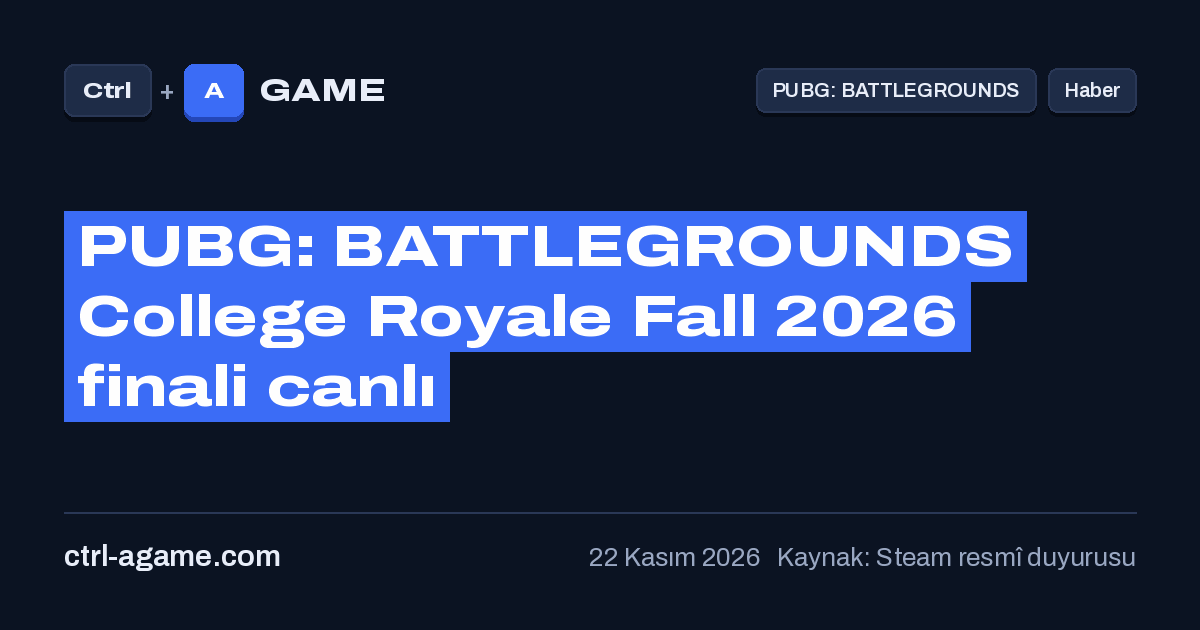 Ctrl + A GAME
PUBG: BATTLEGROUNDS Haber
PUBG: BATTLEGROUNDS
College Royale Fall 2026
finali canlı
ctrl-agame.com
22 Kasım 2026 Kaynak: Steam resmî duyurusu